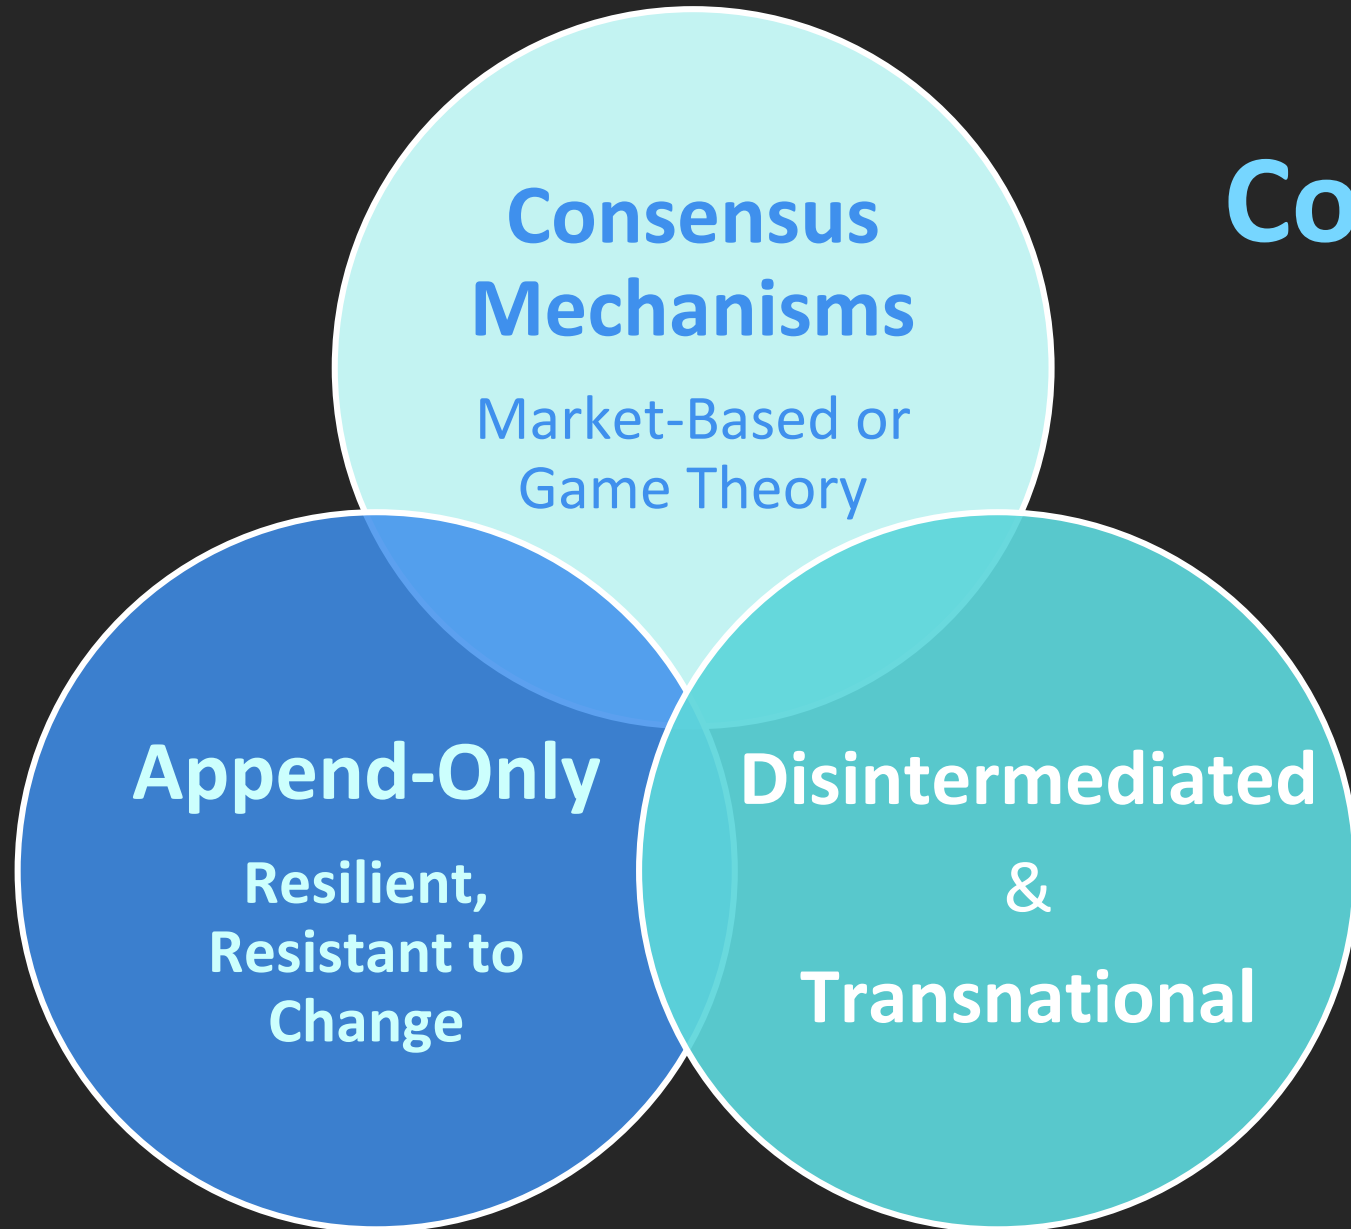 Consensus
Mechanisms
Market-Based or
Game Theory
Co
Append-Only
Resilient,
Resistant to
Change
Disintermediated
&
Transnational